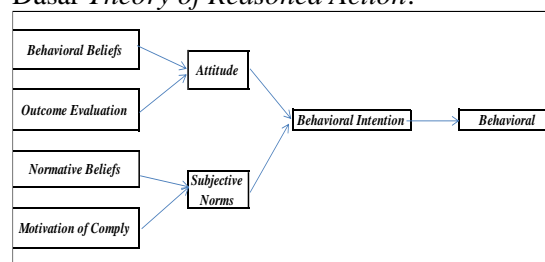 Dasar Theory of Reasoned Action.
Behavioral Beliefs
Attitude
Outcome Evaluation
Behavioral Intention
Behavioral
Normative Beliefs
Subjective
Norms
Motivation of Comply